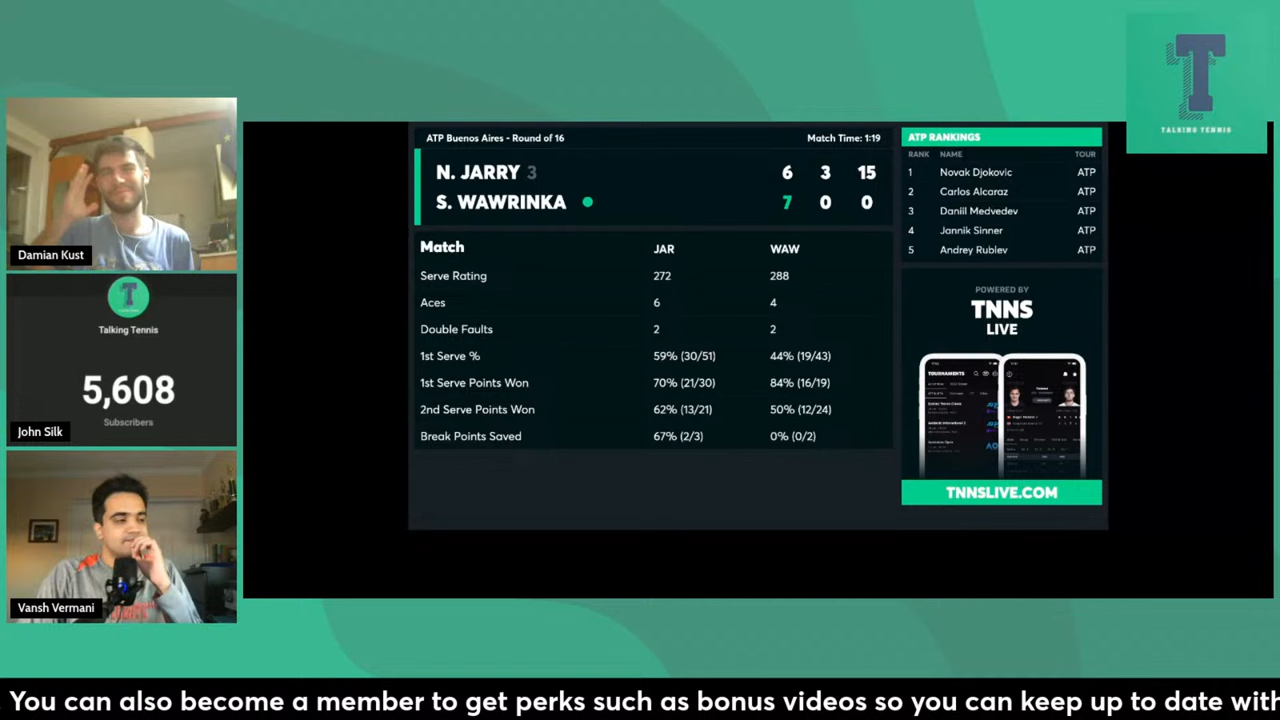 T
TALKING TENNIS
Damian Kust
T
Talking Tennis
5,608
Subscribers
John Silk
Vansh Vermani
ATP Buenos Aires - Round of 16 Match Time: 1:19
N. JARRY 3 6 3 15
S. WAWRINKA 7 0 0
Match JAR WAW
Serve Rating 272 288
Aces 6 4
Double Faults 2 2
1st Serve % 59% (30/51) 44% (19/43)
1st Serve Points Won 70% (21/30) 84% (16/19)
2nd Serve Points Won 62% (13/21) 50% (12/24)
Break Points Saved 67% (2/3) 0% (0/2)
ATP RANKINGS
RANK NAME TOUR
1 Novak Djokovic ATP
2 Carlos Alcaraz ATP
3 Daniil Medvedev ATP
4 Jannik Sinner ATP
5 Andrey Rublev ATP
POWERED BY
TNNS
LIVE
TOURNAMENTS
TNNSLIVE.COM
. You can also become a member to get perks such as bonus videos so you can keep up to date with